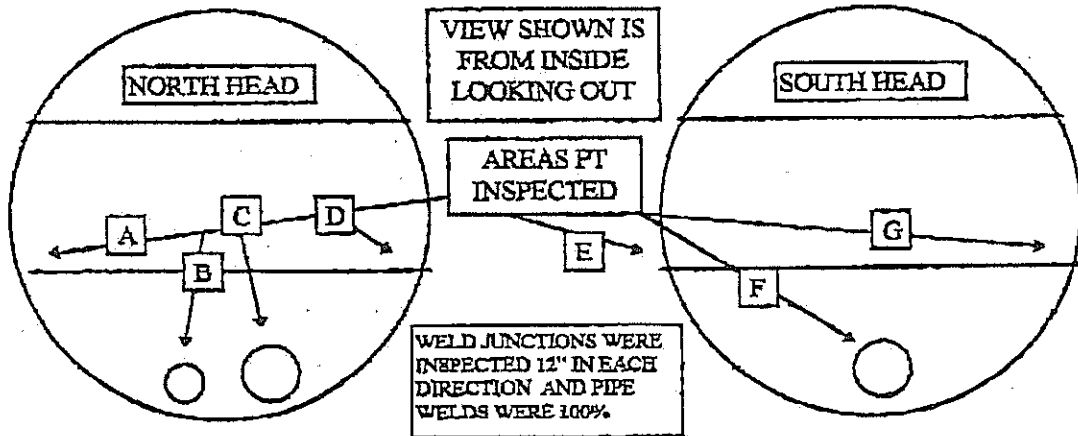 VIEW SHOWN IS
FROM INSIDE
LOOKING OUT
NORTH HEAD
SOUTH HEAD
AREAS PT
INSPECTED
A
B
C
D
E
F
G
WELD JUNCTIONS WERE
INSPECTED 12" IN EACH
DIRECTION AND PIPE
WELDS WERE 100%.